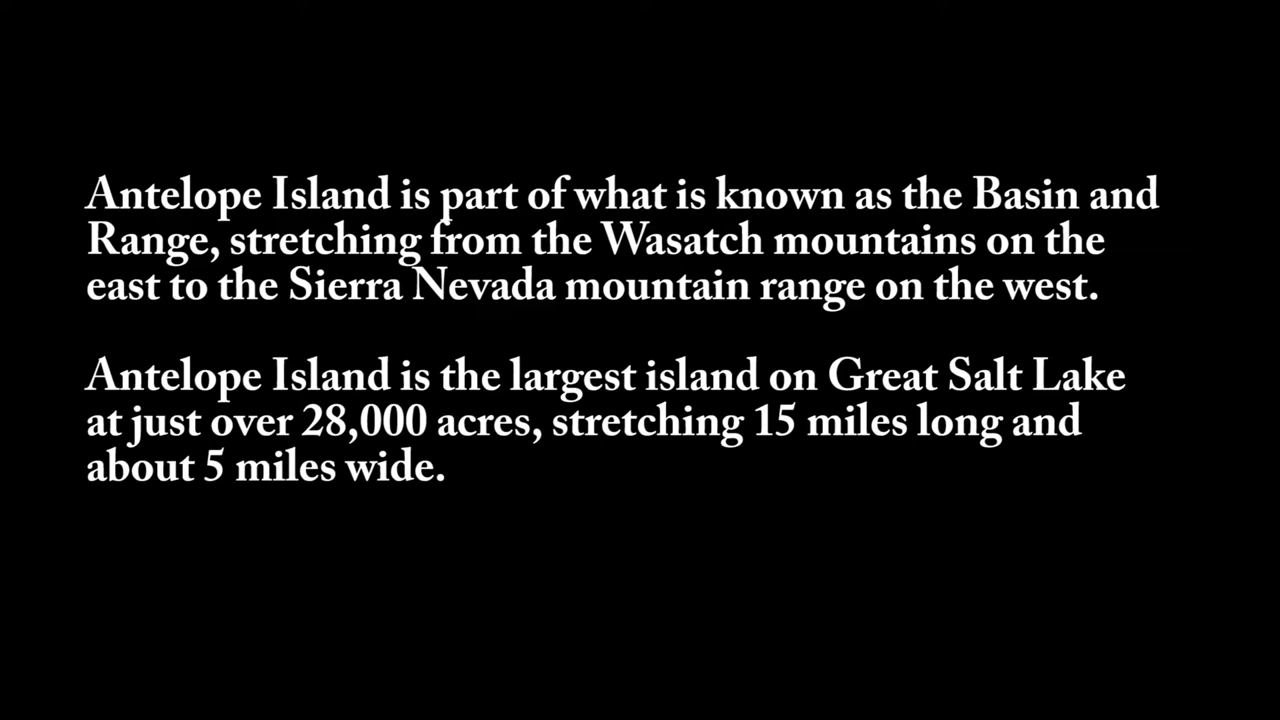 Antelope Island is part of what is known as the Basin and
Range, stretching from the Wasatch mountains on the
east to the Sierra Nevada mountain range on the west.
Antelope Island is the largest island on Great Salt Lake
at just over 28,000 acres, stretching 15 miles long and
about 5 miles wide.